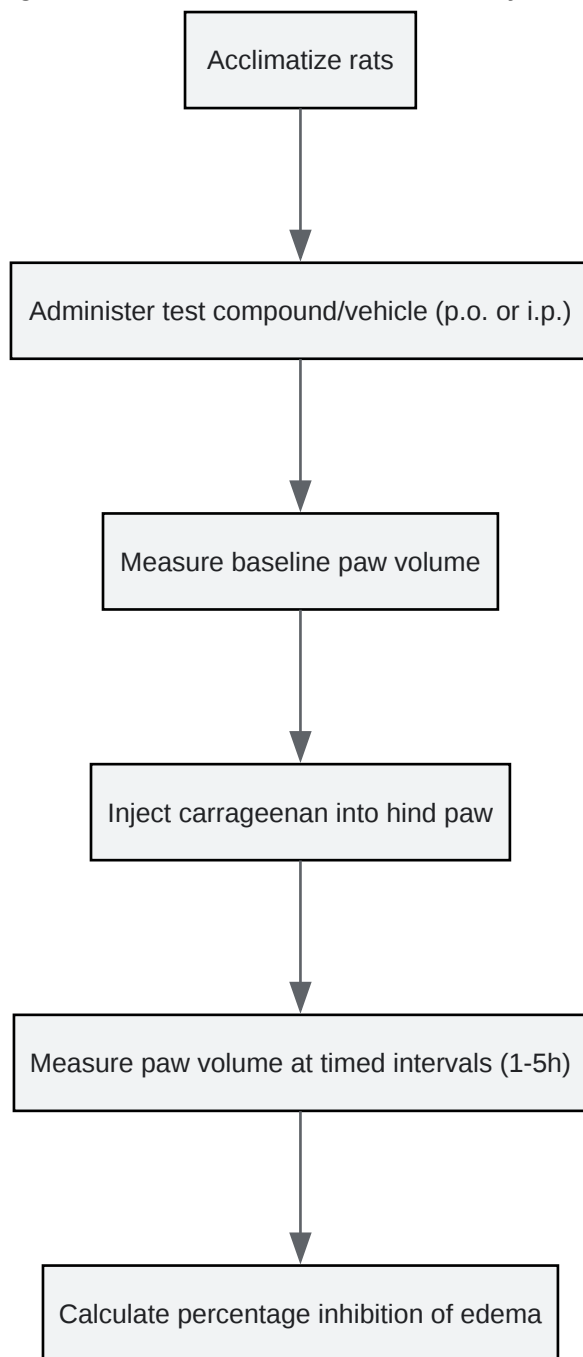 Acclimatize rats
Administer test compound/vehicle (p.o. or i.p.)
Measure baseline paw volume
Inject carrageenan into hind paw
Measure paw volume at timed intervals (1-5h)
Calculate percentage inhibition of edema